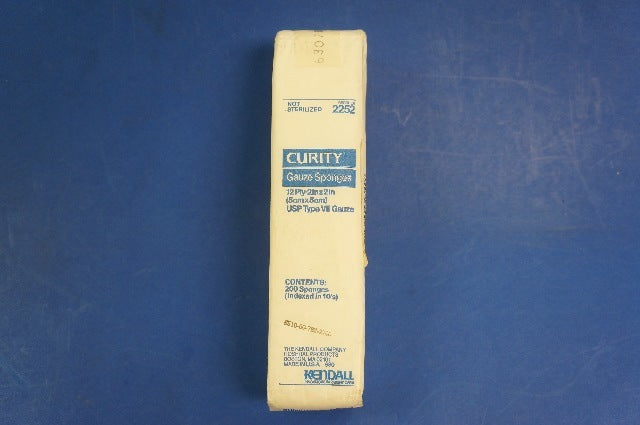 6307
NOT
STERILIZED
2252
CURITY
Gauze Sponges
12 Ply 2in x 2in
(5cm x 5cm)
USP Type VII Gauze
CONTENTS:
200 Sponges
(Indexed in 10's)
THE KENDALL COMPANY
HOSPITAL PRODUCTS
BOSTON, MA 02101
MADE IN U.S.A.
KENDALL